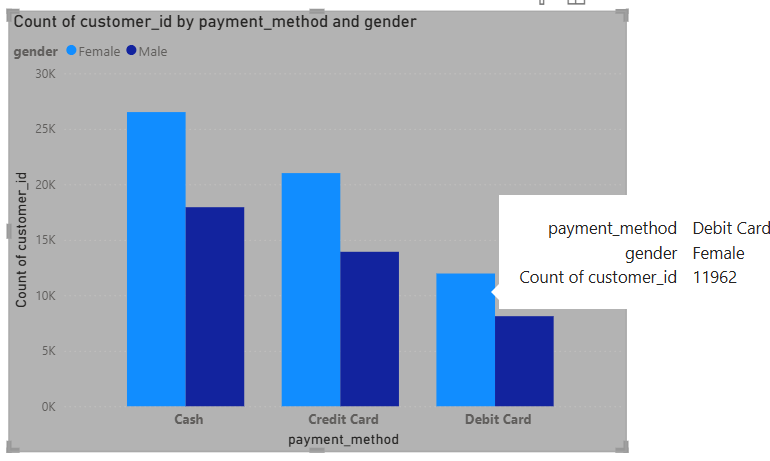 Count of customer_id by payment_method and gender
gender Female Male
30K
25K
20K
15K
10K
5K
0K
Count of customer_id
Cash Credit Card Debit Card
payment_method
payment_method Debit Card
gender Female
Count of customer_id 11962